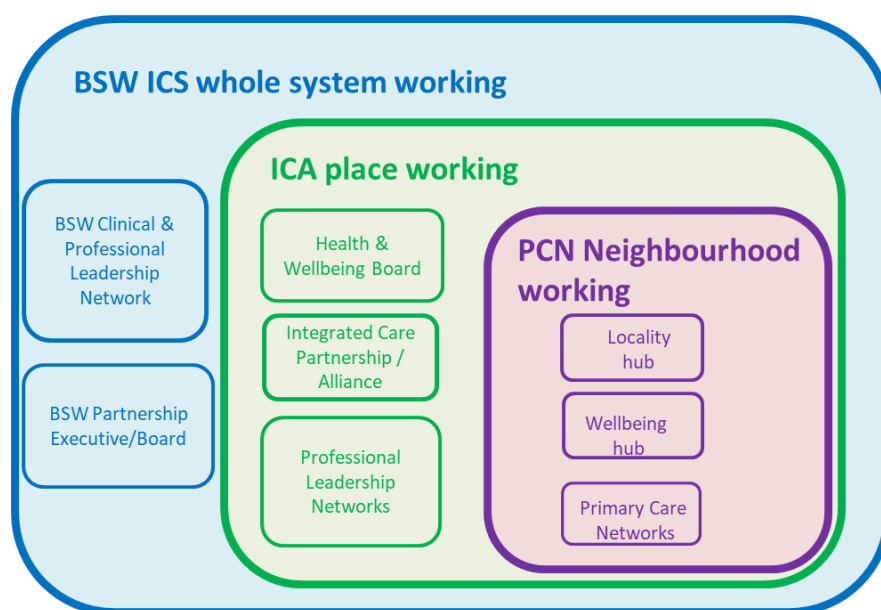 BSW ICS whole system working
BSW Clinical &
Professional
Leadership
Network
BSW Partnership
Executive/Board
ICA place working
Health &
Wellbeing Board
Integrated Care
Partnership /
Alliance
Professional
Leadership
Networks
PCN Neighbourhood
working
Locality
hub
Wellbeing
hub
Primary Care
Networks